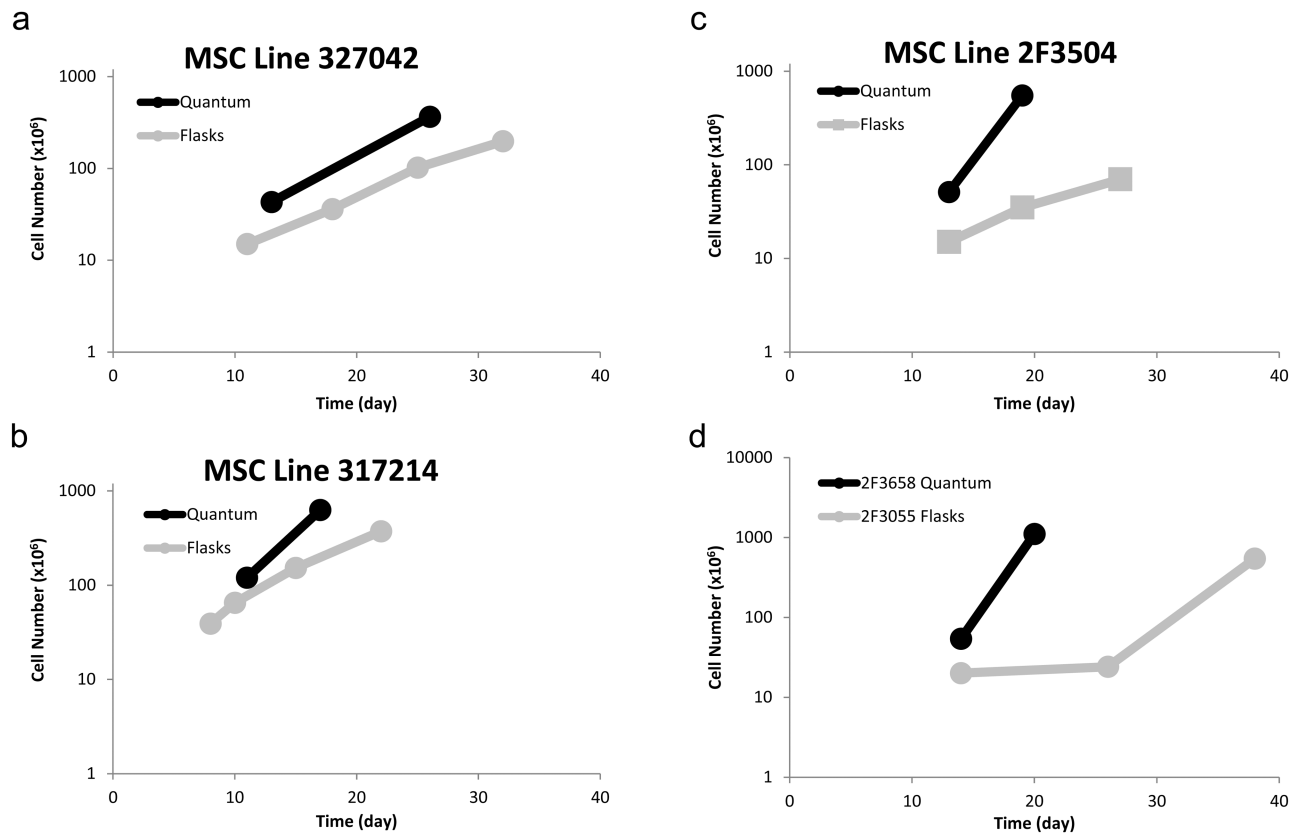 a
MSC Line 327042
1000
100
10
1
Quantum
Flasks
Cell Number (x10⁶)
0 10 20 30 40
Time (day)
b
MSC Line 317214
1000
100
10
1
Quantum
Flasks
Cell Number (x10⁶)
0 10 20 30 40
Time (day)
c
MSC Line 2F3504
1000
100
10
1
Quantum
Flasks
Cell Number (x10⁶)
0 10 20 30 40
Time (day)
d
10000
1000
100
10
1
2F3658 Quantum
2F3055 Flasks
Cell Number (x10⁶)
0 10 20 30 40
Time (day)